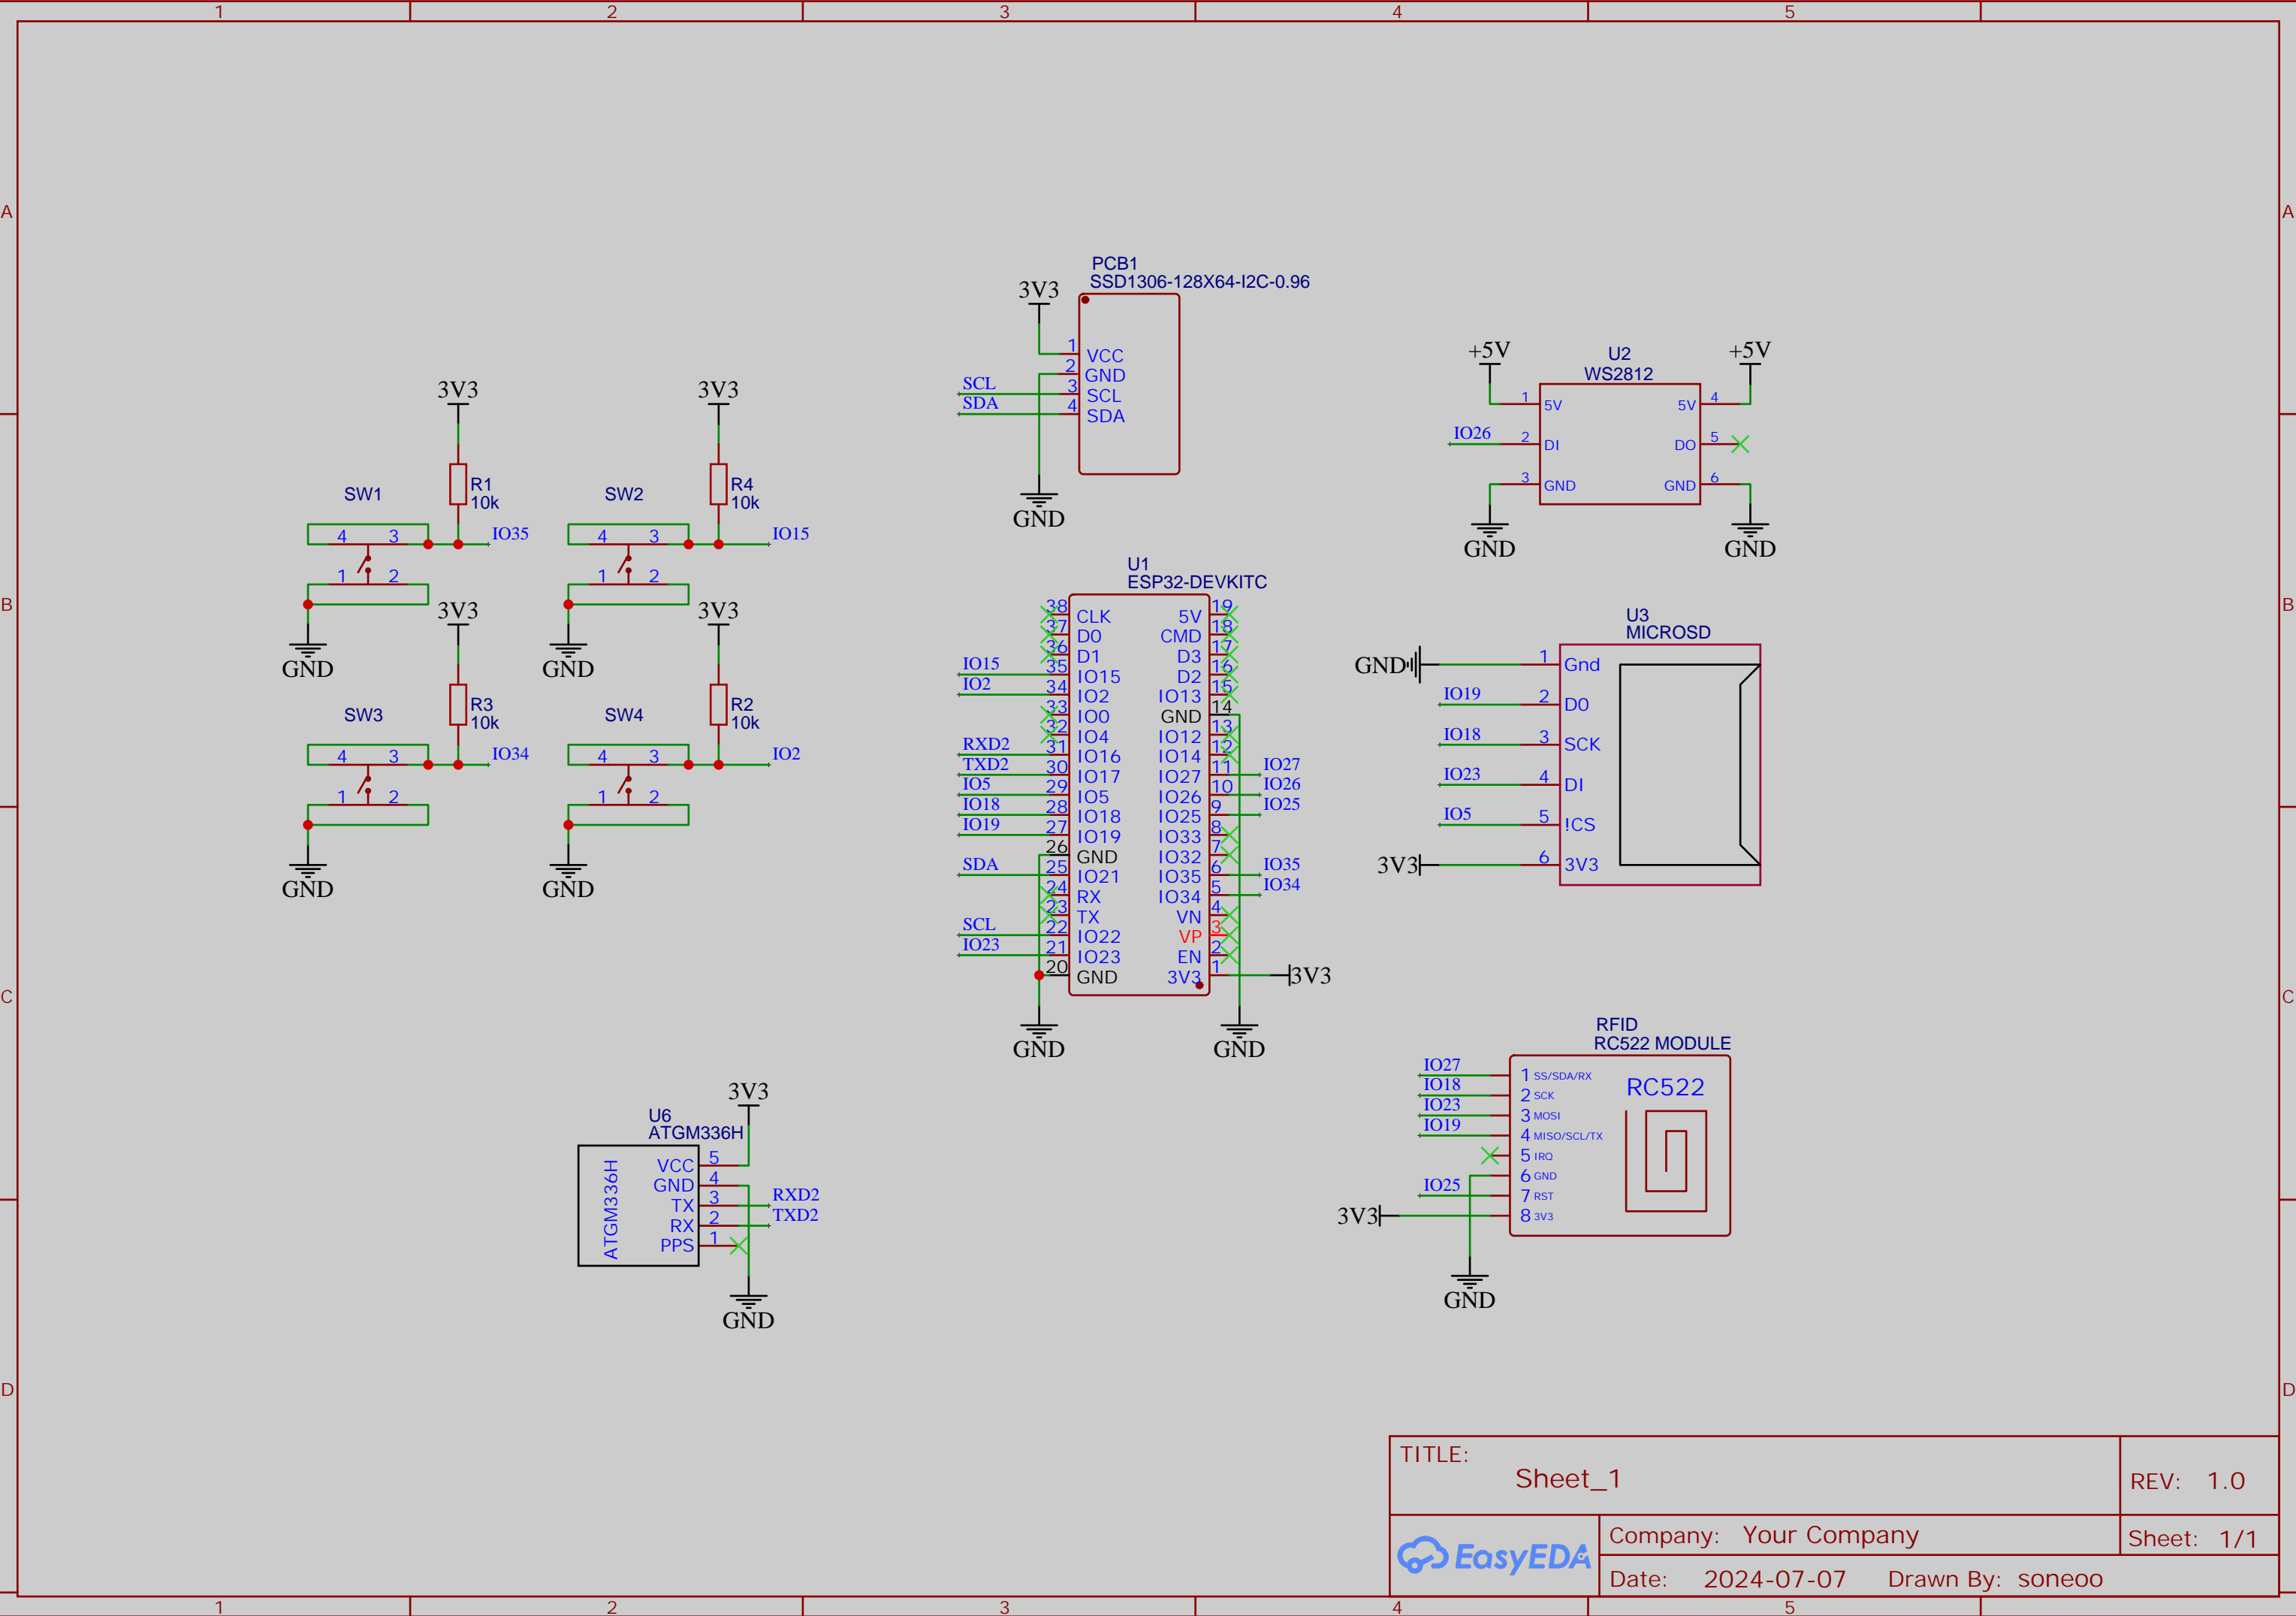 1 2 3 4 5
A A
B B
C C
D D
PCB1
SSD1306-128X64-I2C-0.96
3V3
1 VCC
2 GND
SCL 3 SCL
SDA 4 SDA
GND
+5V +5V
U2
WS2812
1 5V 5V 4
IO26 2 DI DO 5
3 GND GND 6
GND GND
3V3 3V3
R1 10k
R4 10k
SW1 SW2
4 3 IO35
4 3 IO15
1 2
1 2
GND GND
3V3 3V3
R3 10k
R2 10k
SW3 SW4
4 3 IO34
4 3 IO2
1 2
1 2
GND GND
U1
ESP32-DEVKITC
38 CLK 5V 19
37 D0 CMD 18
36 D1 D3 17
IO15 35 IO15 D2 16
IO2 34 IO2 IO13 15
33 IO0 GND 14
32 IO4 IO12 13
RXD2 31 IO16 IO14 12
TXD2 30 IO17 IO27 11 IO27
IO5 29 IO5 IO26 10 IO26
IO18 28 IO18 IO25 9 IO25
IO19 27 IO19 IO33 8
26 GND IO32 7
SDA 25 IO21 IO35 6 IO35
24 RX IO34 5 IO34
23 TX VN 4
SCL 22 IO22 VP 3
IO23 21 IO23 EN 2
20 GND 3V3 1 3V3
GND GND
U3
MICROSD
GND 1 Gnd
IO19 2 D0
IO18 3 SCK
IO23 4 DI
IO5 5 !CS
3V3 6 3V3
RFID
RC522 MODULE
RC522
IO27 1 SS/SDA/RX
IO18 2 SCK
IO23 3 MOSI
IO19 4 MISO/SCL/TX
5 IRQ
6 GND
IO25 7 RST
3V3 8 3V3
GND
3V3
U6
ATGM336H
ATGM336H
VCC 5
GND 4
TX 3 RXD2
RX 2 TXD2
PPS 1
GND
TITLE:
Sheet_1
REV: 1.0
EasyEDA
Company: Your Company
Sheet: 1/1
Date: 2024-07-07 Drawn By: soneoo
1 2 3 4 5